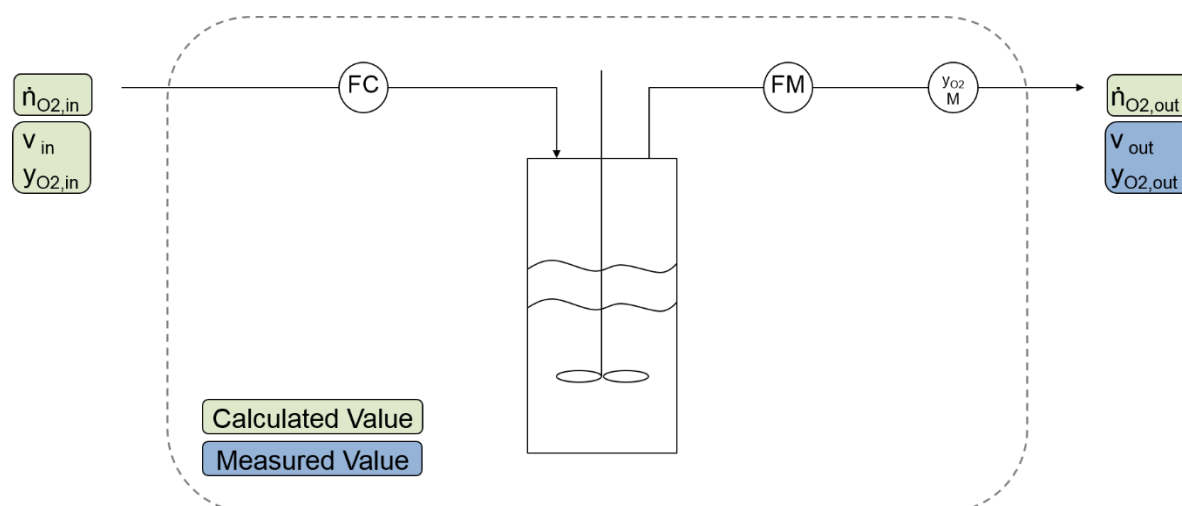 FC
FM
yO2
M
ṅO2,in
v in
yO2,in
ṅO2,out
v out
yO2,out
Calculated Value
Measured Value